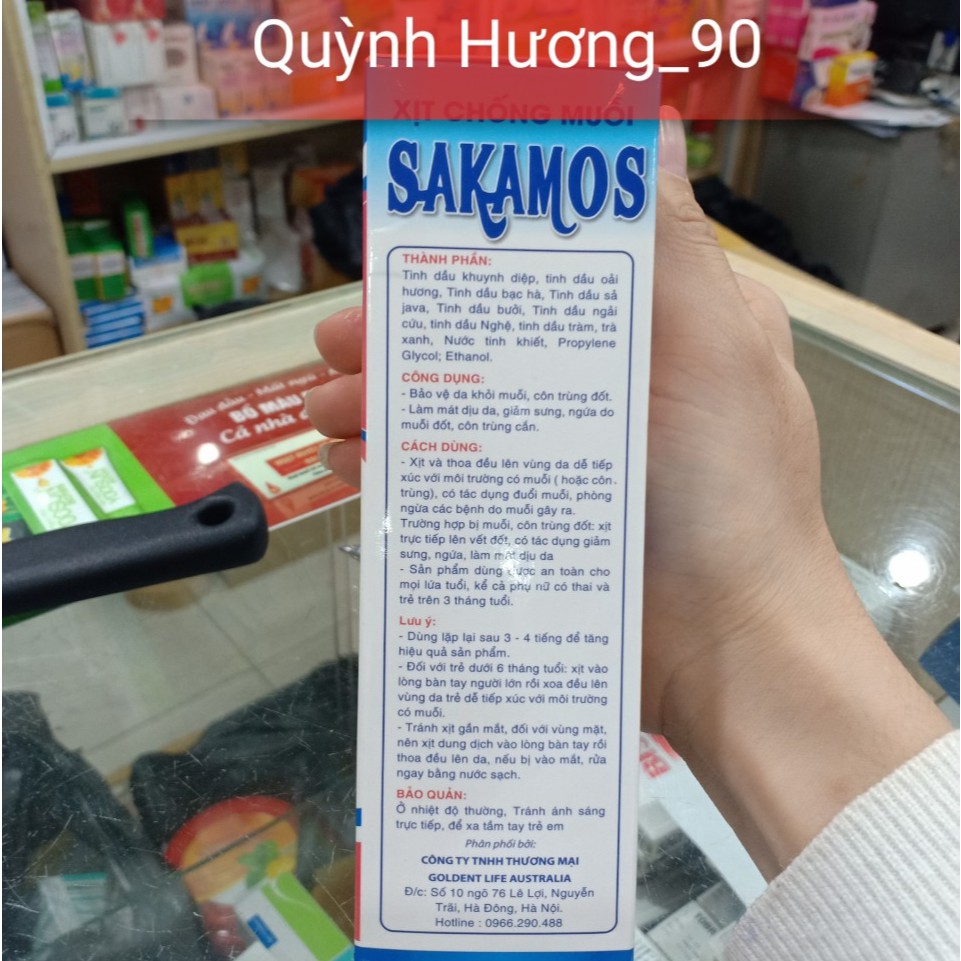 Quỳnh Hương_90
XỊT CHỐNG MUỖI
SAKAMOS
THÀNH PHẦN:
Tinh dầu khuynh diệp, tinh dầu oải
hương, Tinh dầu bạc hà, Tinh dầu sả
java, Tinh dầu bưởi, Tinh dầu ngải
cứu, tinh dầu Nghệ, tinh dầu tràm, trà
xanh, Nước tinh khiết, Propylene
Glycol; Ethanol.
CÔNG DỤNG:
- Bảo vệ da khỏi muỗi, côn trùng đốt.
- Làm mát dịu da, giảm sưng, ngứa do
muỗi đốt, côn trùng cắn.
CÁCH DÙNG:
- Xịt và thoa đều lên vùng da dễ tiếp
xúc với môi trường có muỗi ( hoặc côn
trùng), có tác dụng đuổi muỗi, phòng
ngừa các bệnh do muỗi gây ra.
Trường hợp bị muỗi, côn trùng đốt: xịt
trực tiếp lên vết đốt, có tác dụng giảm
sưng, ngứa, làm mát dịu da
- Sản phẩm dùng được an toàn cho
mọi lứa tuổi, kể cả phụ nữ có thai và
trẻ trên 3 tháng tuổi.
Lưu ý:
- Dùng lặp lại sau 3 - 4 tiếng để tăng
hiệu quả sản phẩm.
- Đối với trẻ dưới 6 tháng tuổi: xịt vào
lòng bàn tay người lớn rồi xoa đều lên
vùng da trẻ dễ tiếp xúc với môi trường
có muỗi.
- Tránh xịt gần mắt, đối với vùng mặt,
nên xịt dung dịch vào lòng bàn tay rồi
thoa đều lên da, nếu bị vào mắt, rửa
ngay bằng nước sạch.
BẢO QUẢN:
Ở nhiệt độ thường, Tránh ánh sáng
trực tiếp, để xa tầm tay trẻ em
Phân phối bởi:
CÔNG TY TNHH THƯƠNG MẠI
GOLDENT LIFE AUSTRALIA
Đ/c: Số 10 ngõ 76 Lê Lợi, Nguyễn
Trãi, Hà Đông, Hà Nội.
Hotline : 0966.290.488
Đau đầu - Mất ngủ -
BỔ MÁU
Cả nhà